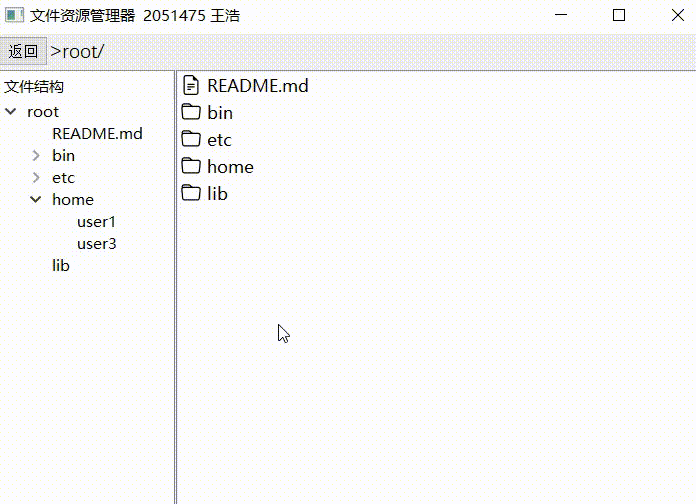 文件资源管理器 2051475 王浩
返回 >root/
文件结构
root
README.md
bin
etc
home
user1
user3
lib
README.md
bin
etc
home
lib